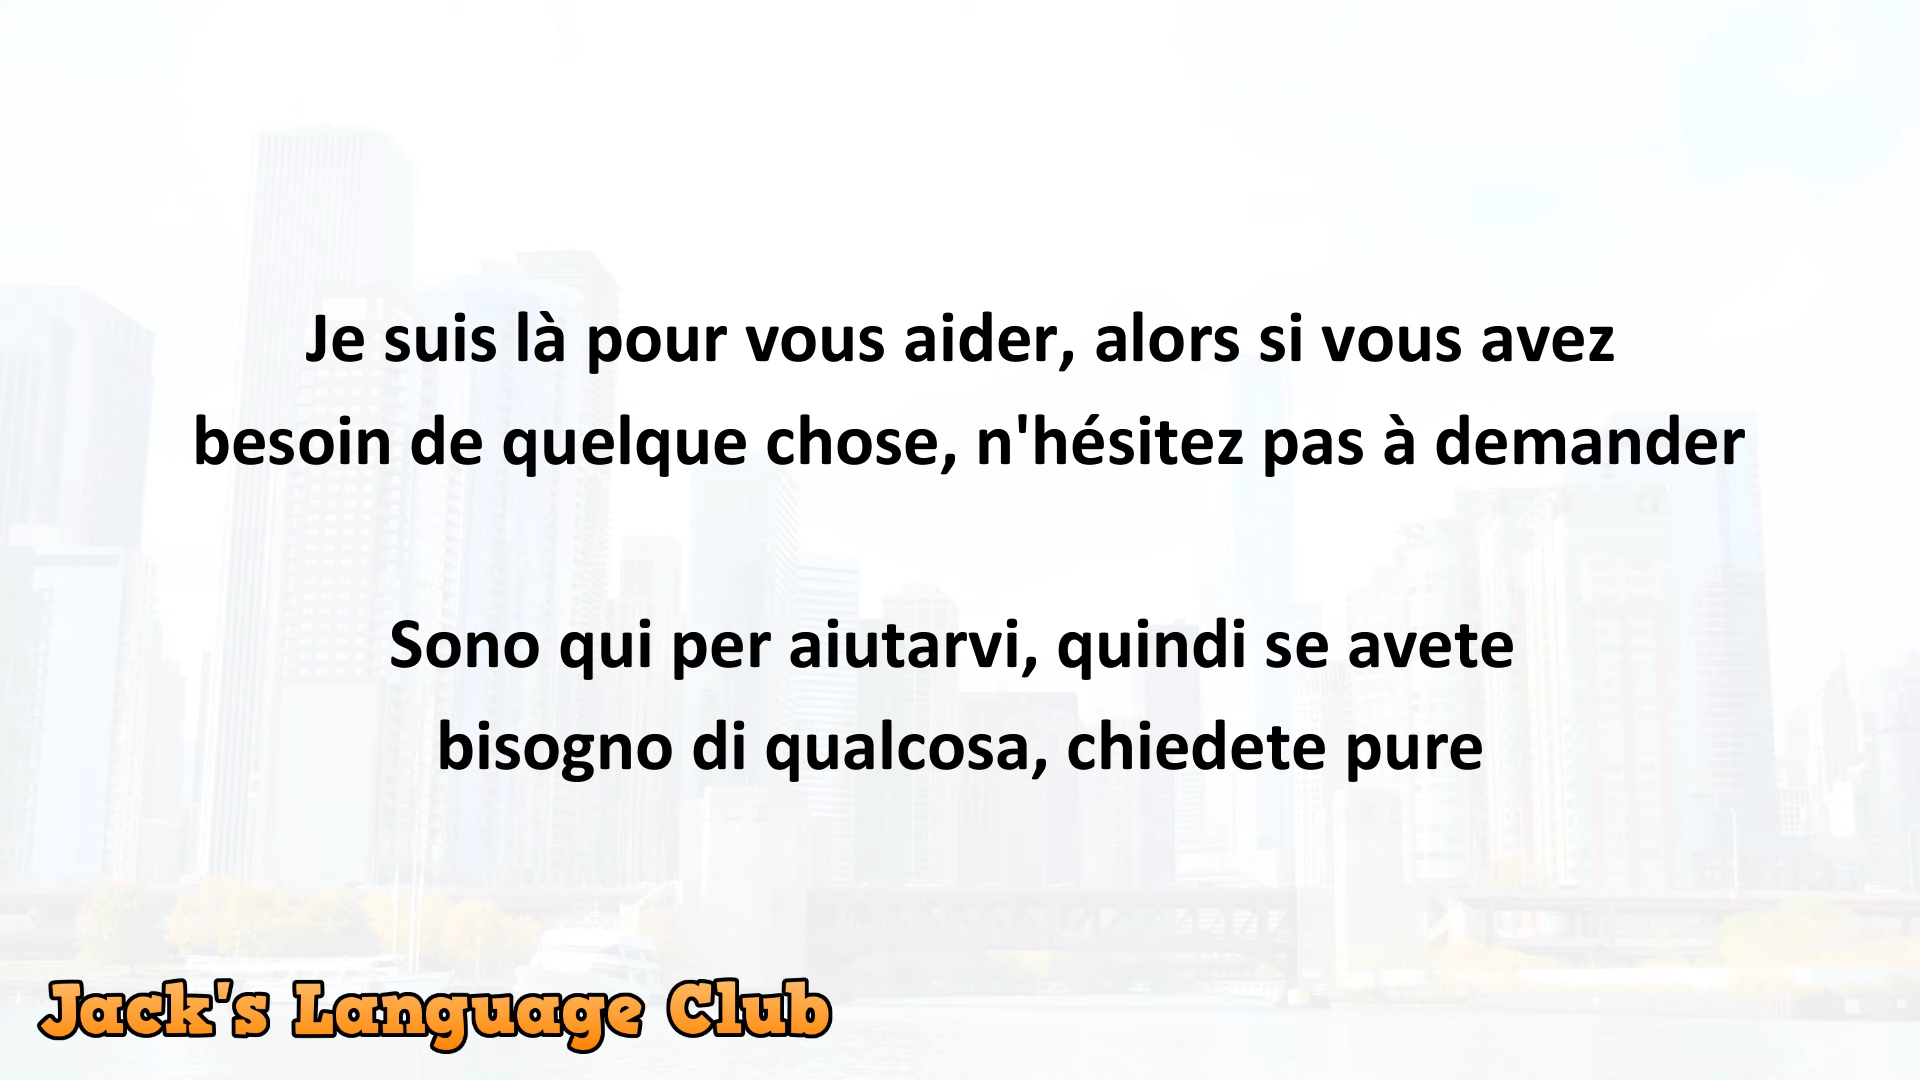 Je suis là pour vous aider, alors si vous avez
besoin de quelque chose, n'hésitez pas à demander
Sono qui per aiutarvi, quindi se avete
bisogno di qualcosa, chiedete pure
Jack's Language Club